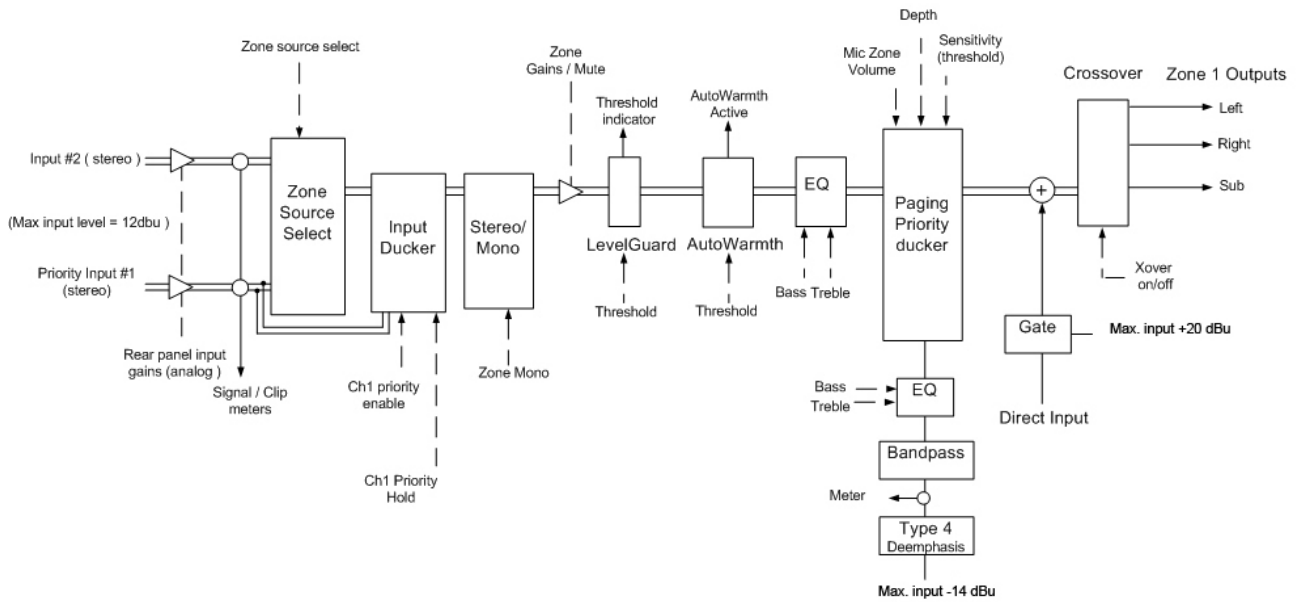 Depth
Zone source select
Zone
Gains / Mute
Mic Zone
Volume
Sensitivity
(threshold)
Crossover
Zone 1 Outputs
Threshold
indicator
AutoWarmth
Active
Left
Right
Sub
Input #2 ( stereo )
(Max input level = 12dbu )
Priority Input #1
(stereo)
Zone
Source
Select
Input
Ducker
Stereo/
Mono
LevelGuard
AutoWarmth
EQ
Paging
Priority
ducker
+
Bass Treble
Threshold
Threshold
Xover
on/off
Gate
Max. input +20 dBu
Direct Input
Rear panel input
gains (analog )
Signal / Clip
meters
Ch1 priority
enable
Zone Mono
Ch1 Priority
Hold
Bass
Treble
EQ
Bandpass
Meter
Type 4
Deemphasis
Max. input -14 dBu